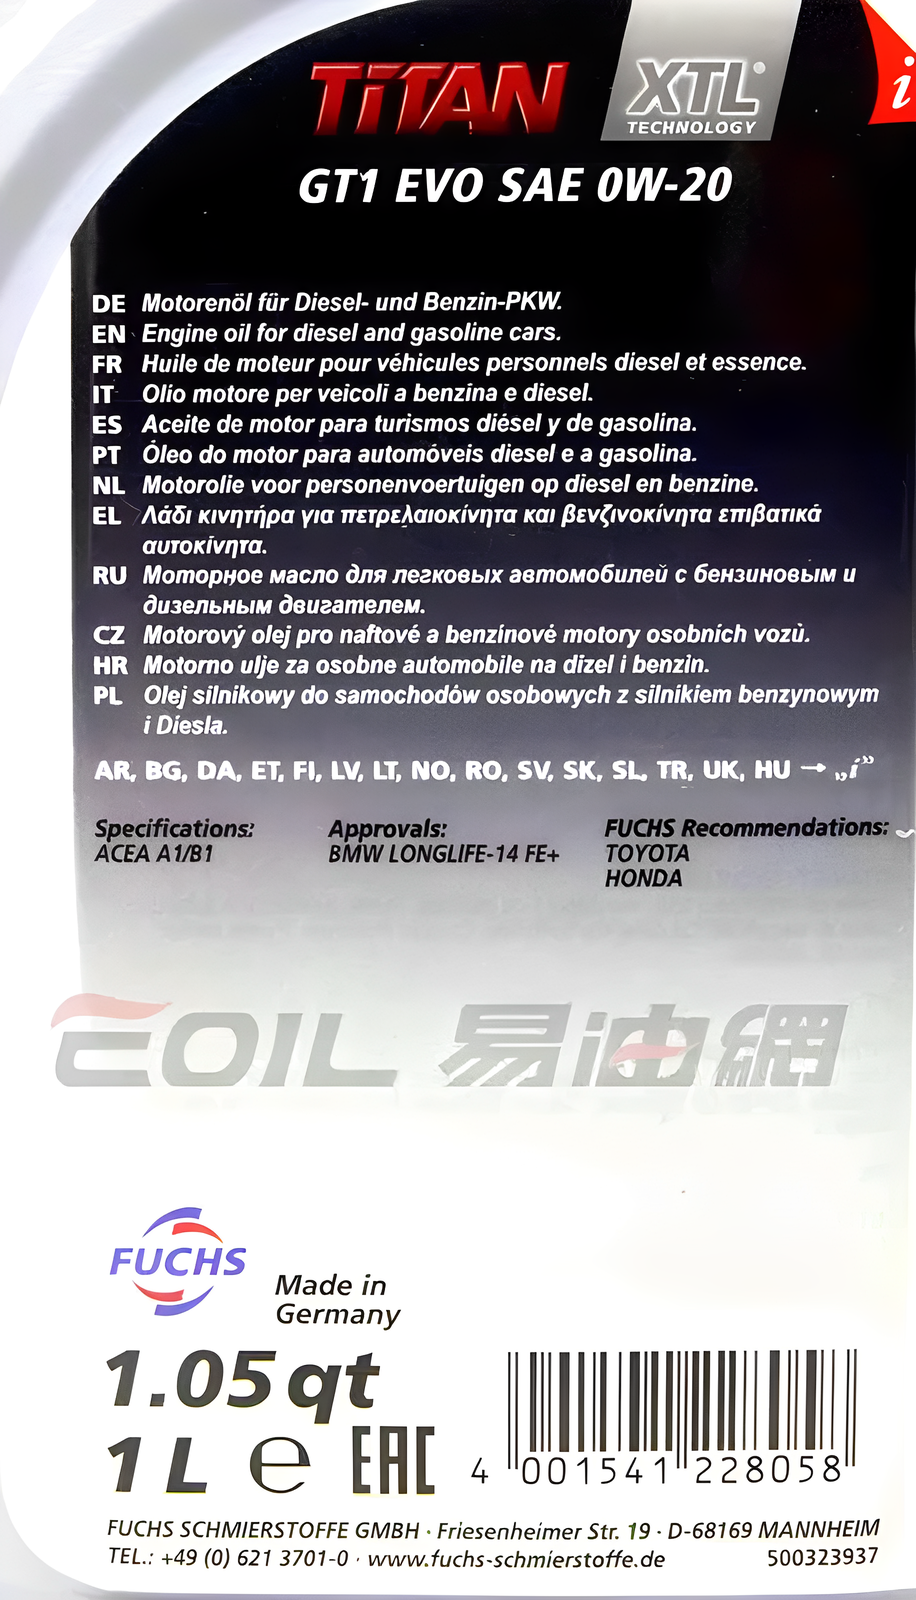 TiTAN XTL®
TECHNOLOGY
i
GT1 EVO SAE 0W-20
DE Motorenöl für Diesel- und Benzin-PKW.
EN Engine oil for diesel and gasoline cars.
FR Huile de moteur pour véhicules personnels diesel et essence.
IT Olio motore per veicoli a benzina e diesel.
ES Aceite de motor para turismos diésel y de gasolina.
PT Óleo do motor para automóveis diesel e a gasolina.
NL Motorolie voor personenvoertuigen op diesel en benzine.
EL Λάδι κινητήρα για πετρελαιοκίνητα και βενζινοκίνητα επιβατικά
αυτοκίνητα.
RU Моторное масло для легковых автомобилей с бензиновым и
дизельным двигателем.
CZ Motorový olej pro naftové a benzínové motory osobních vozů.
HR Motorno ulje za osobne automobile na dizel i benzin.
PL Olej silnikowy do samochodów osobowych z silnikiem benzynowym
i Diesla.
AR, BG, DA, ET, FI, LV, LT, NO, RO, SV, SK, SL, TR, UK, HU → „i”
Specifications: Approvals: FUCHS Recommendations:
ACEA A1/B1 BMW LONGLIFE-14 FE+ TOYOTA
HONDA
EOIL 易油網
FUCHS
Made in
Germany
1.05 qt
1 L ℮ EAC
4 001541 228058
FUCHS SCHMIERSTOFFE GMBH · Friesenheimer Str. 19 · D-68169 MANNHEIM
TEL.: +49 (0) 621 3701-0 · www.fuchs-schmierstoffe.de 500323937